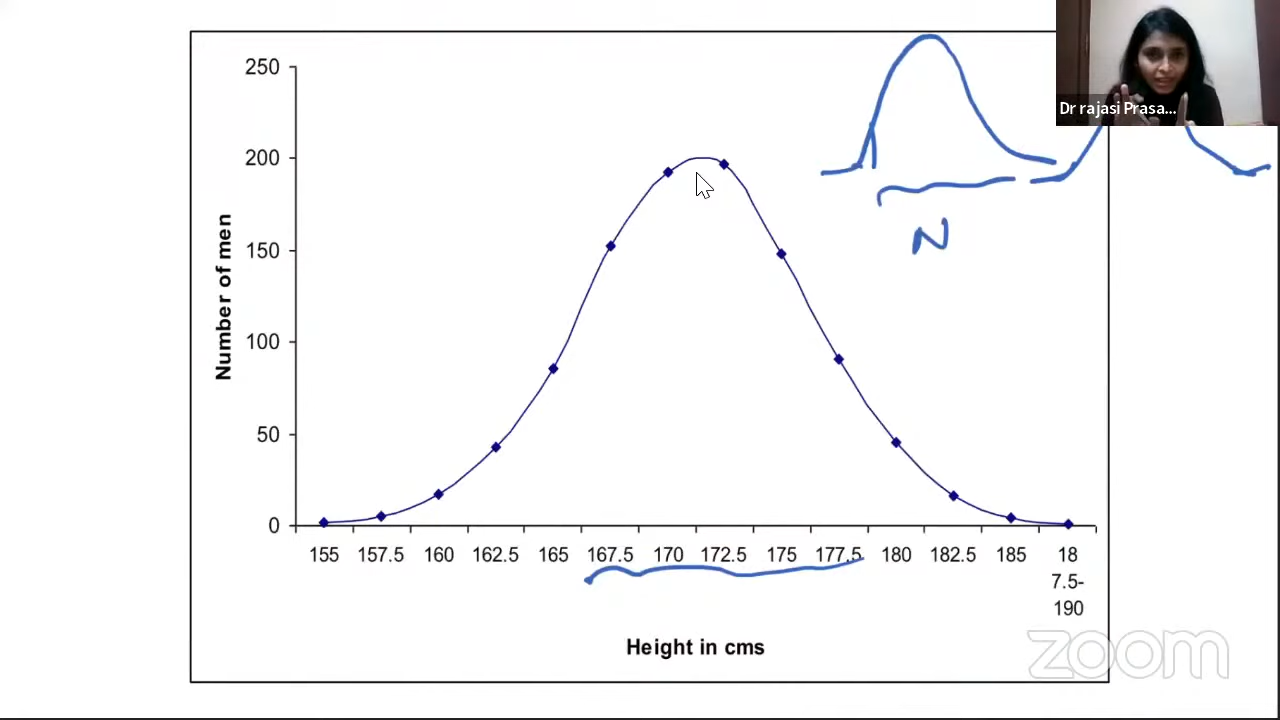 Dr rajasi Prasa...
250
200
150
100
50
0
Number of men
N
155 157.5 160 162.5 165 167.5 170 172.5 175 177.5 180 182.5 185 18
7.5-
190
Height in cms
zoom